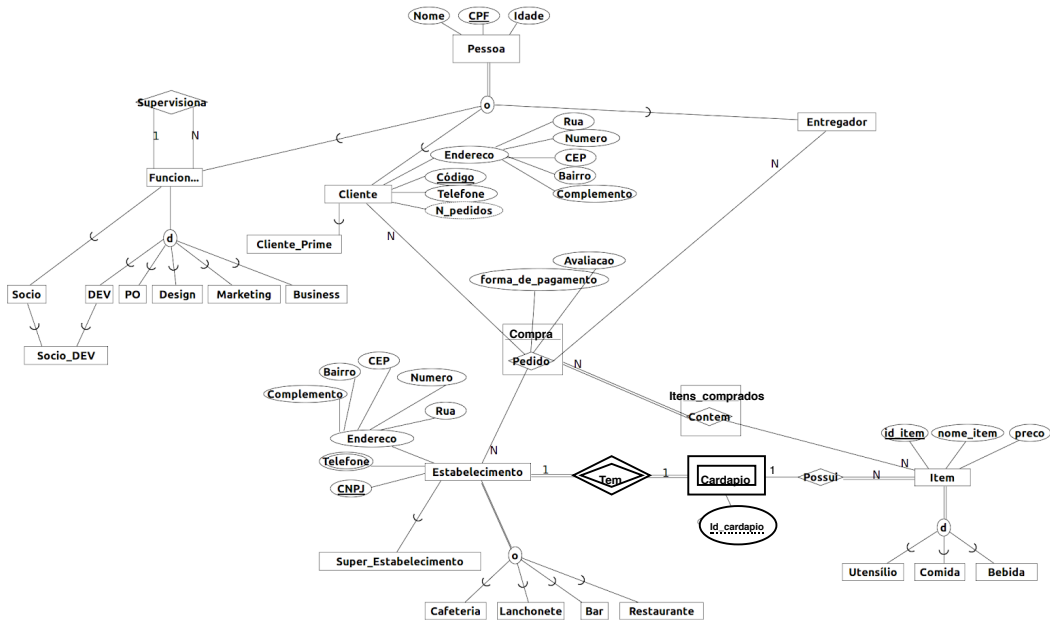 Nome CPF Idade
Pessoa
Supervisiona
o
Entregador
Rua
1 N
Numero
Endereco
CEP
N
Funcion...
Código
Bairro
Cliente
Telefone
Complemento
N_pedidos
N
d
Cliente_Prime
Avaliacao
forma_de_pagamento
Socio DEV PO Design Marketing Business
Compra
Socio_DEV
Pedido
N
CEP
Bairro
Numero
Complemento
Itens_comprados
Rua
Contem
Endereco
id_item nome_item preco
N
Telefone
N
Estabelecimento
1
Tem
1
Cardapio
1
Possui
N
Item
CNPJ
Id_cardapio
d
Super_Estabelecimento
o
Utensílio Comida Bebida
Cafeteria Lanchonete Bar Restaurante